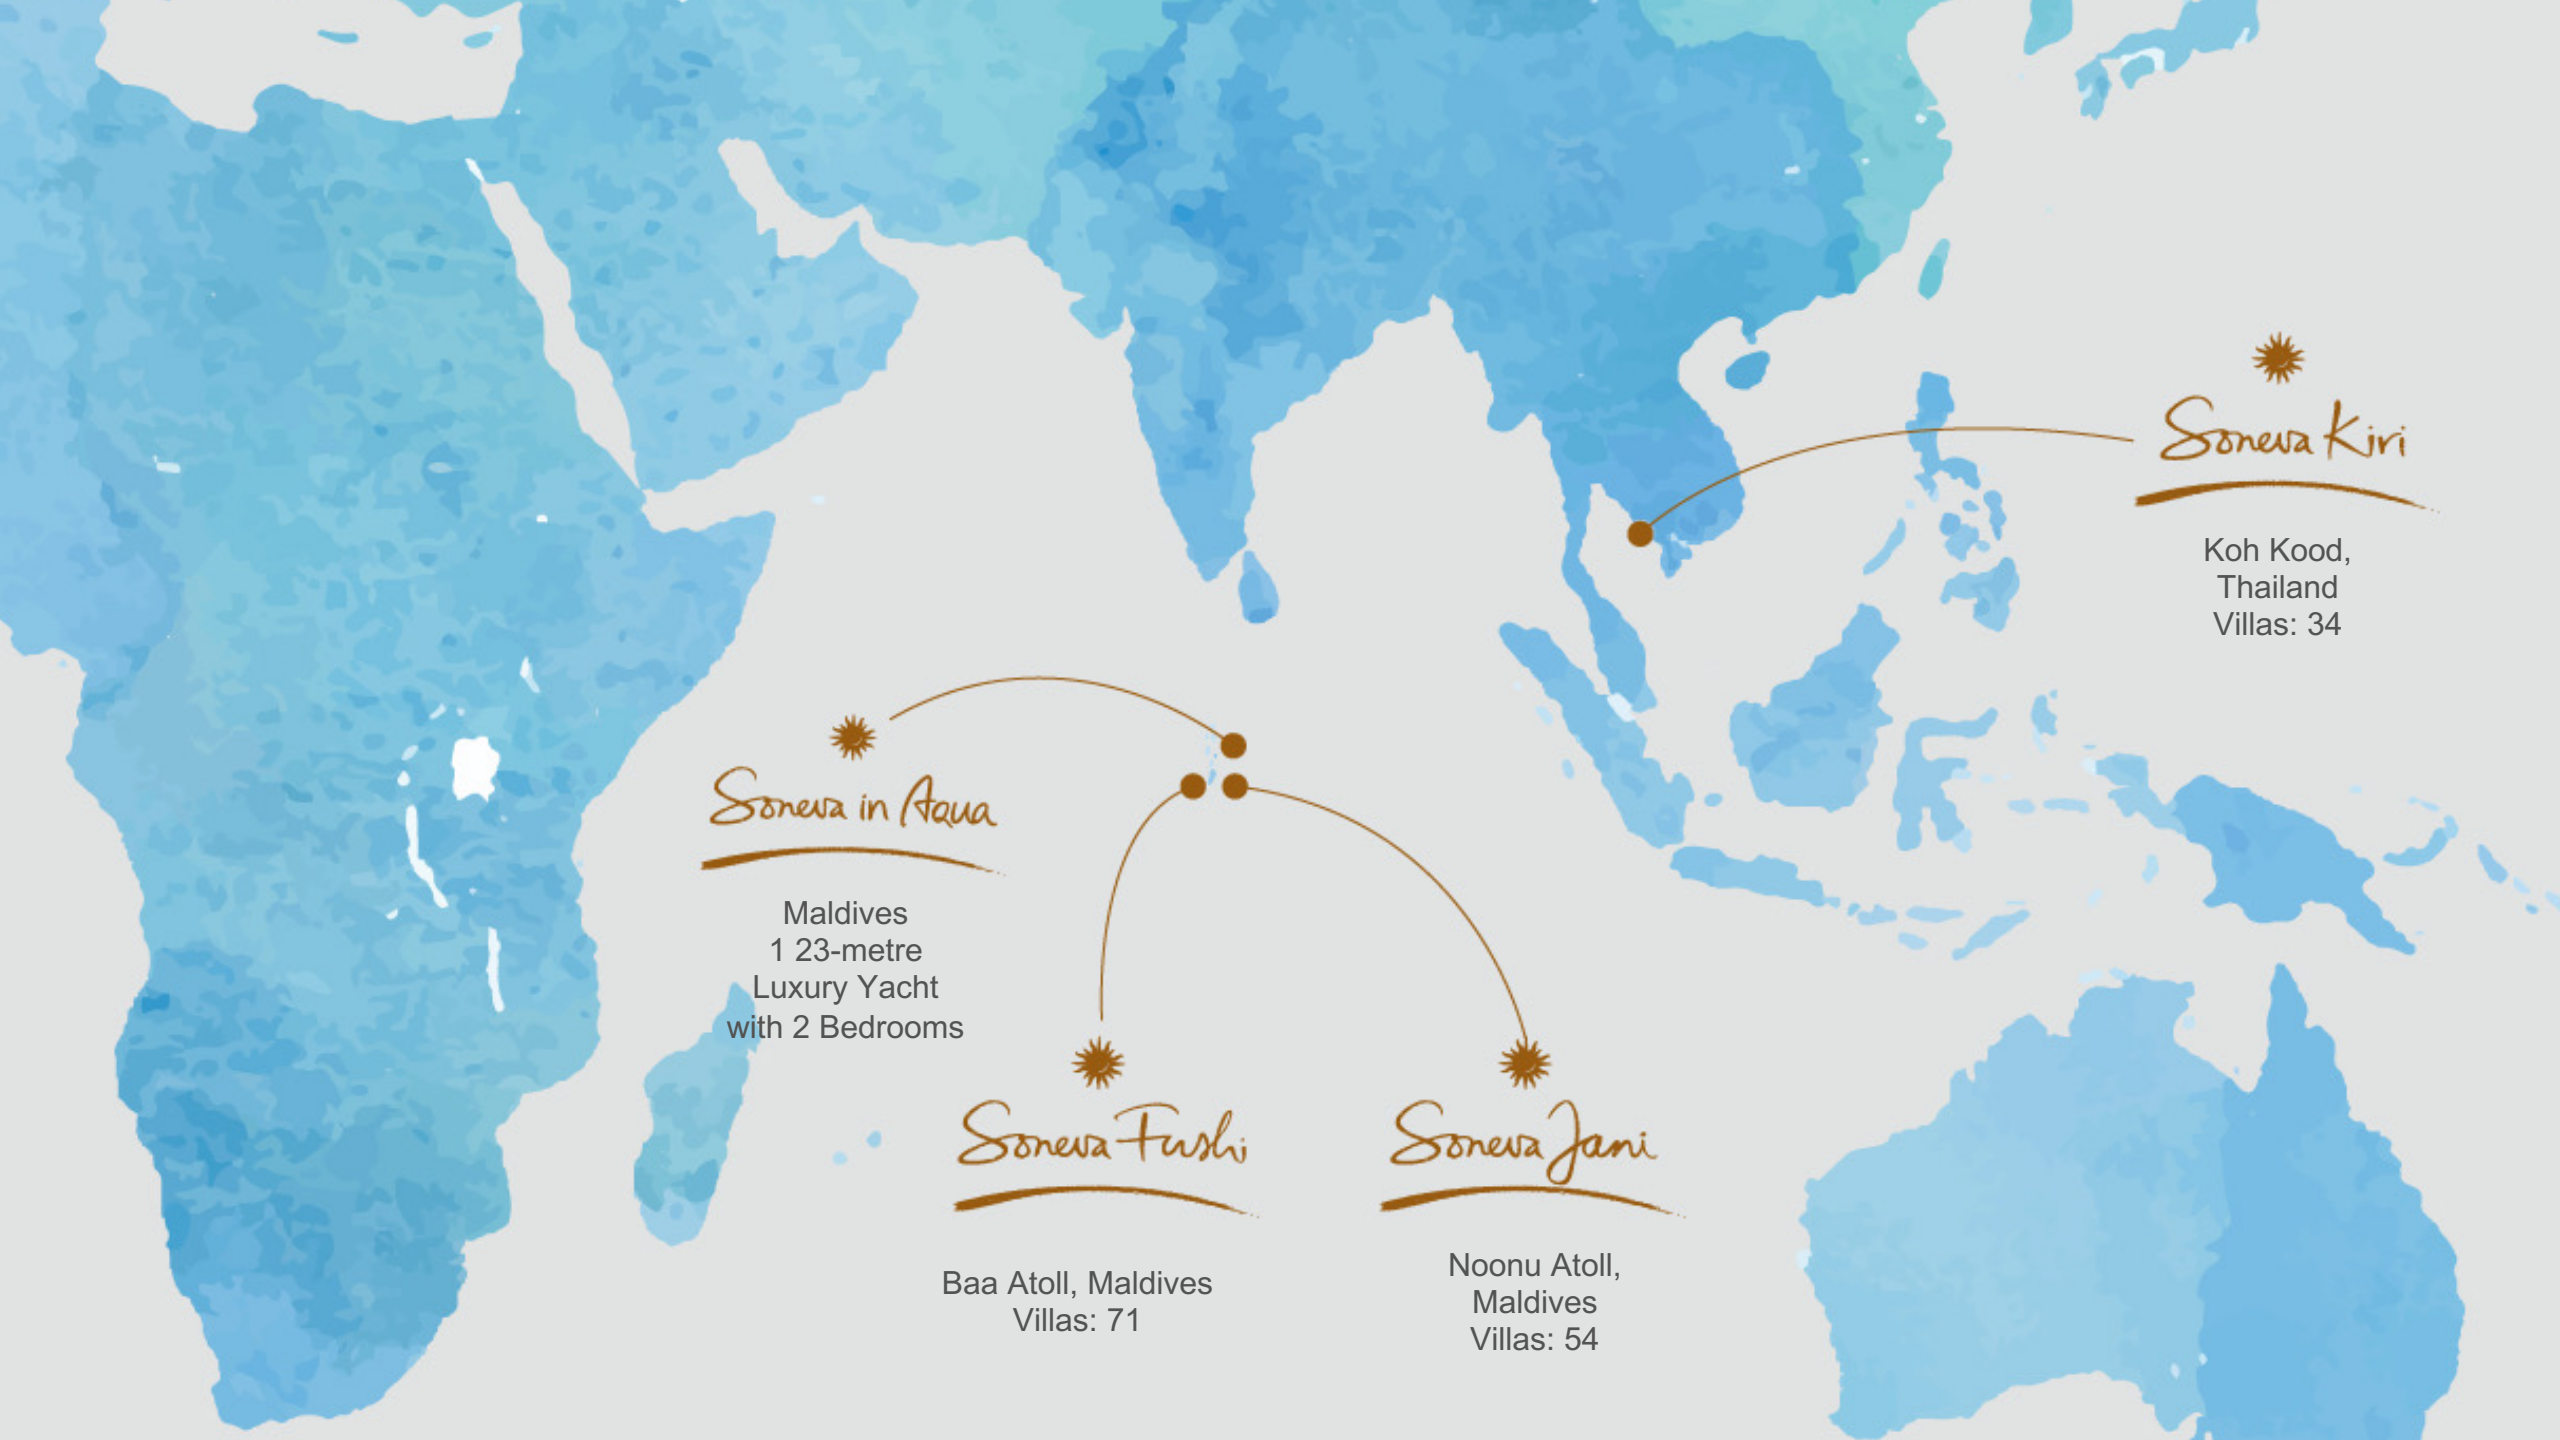 Soneva Kiri
Koh Kood,
Thailand
Villas: 34
Soneva in Aqua
Maldives
1 23-metre
Luxury Yacht
with 2 Bedrooms
Soneva Fushi
Baa Atoll, Maldives
Villas: 71
Soneva Jani
Noonu Atoll,
Maldives
Villas: 54